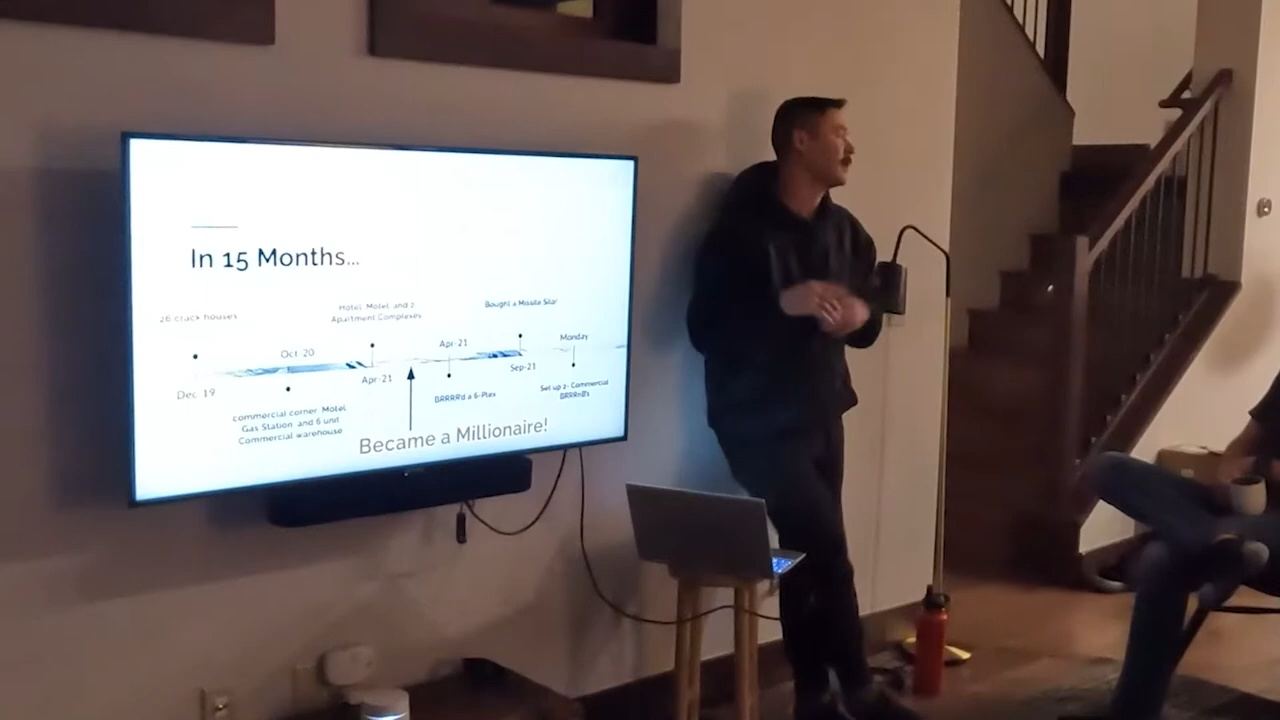 In 15 Months...
26 crack houses
Dec 19
Oct 20
commercial corner Motel
Gas Station and 6 unit
Commercial warehouse
Hotel, Motel, and 2
Apartment Complexes
Apr-21
Became a Millionaire!
Apr-21
BRRRR'd a 6-Plex
Bought a Missile Silo!
Sep-21
Monday
Set up 2- Commercial
BRRRnB's